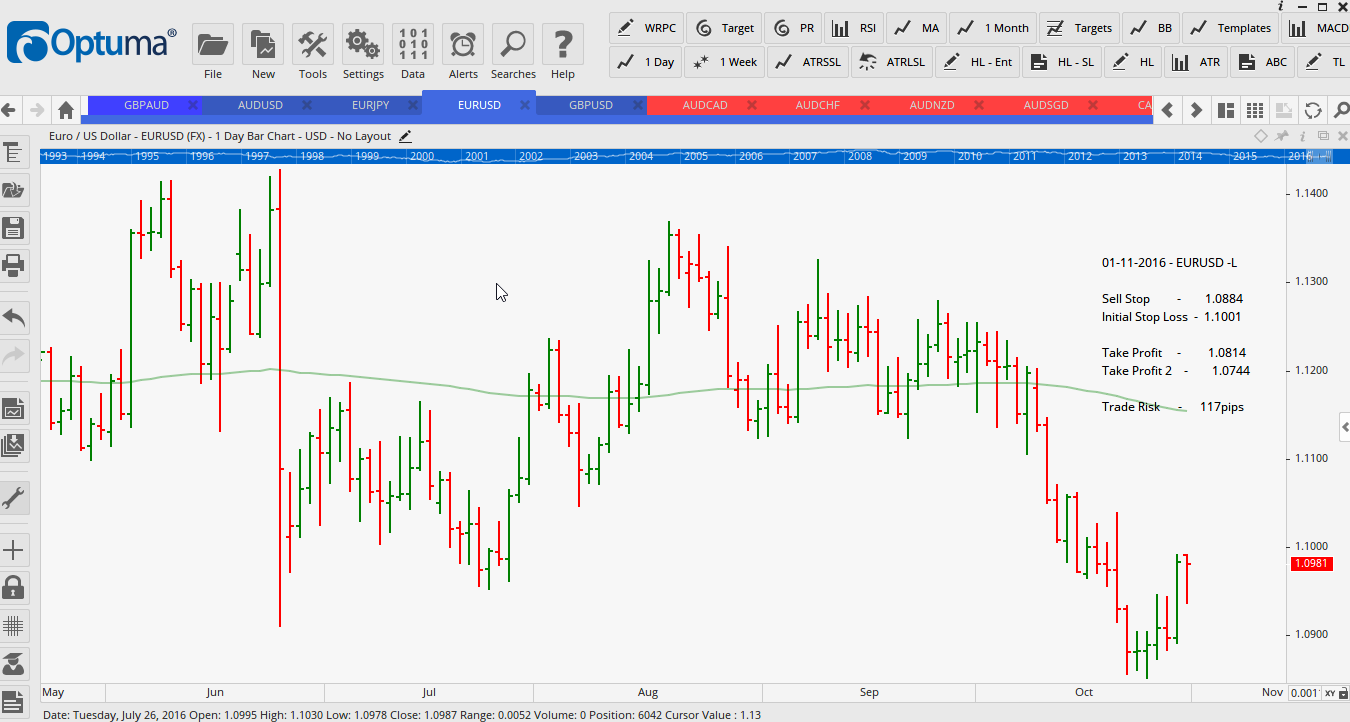 Optuma®
File
New
Tools
Settings
Data
Alerts
Searches
Help
WRPC
Target
PR
RSI
MA
1 Month
Targets
BB
Templates
MACD
1 Day
1 Week
ATRSSL
ATRLSL
HL - Ent
HL - SL
HL
ATR
ABC
TL
GBPAUD
AUDUSD
EURJPY
EURUSD
GBPUSD
AUDCAD
AUDCHF
AUDNZD
AUDSGD
CA
Euro / US Dollar - EURUSD (FX) - 1 Day Bar Chart - USD - No Layout
1993 1994 1995 1996 1997 1998 1999 2000 2001 2002 2003 2004 2005 2006 2007 2008 2009 2010 2011 2012 2013 2014 2015 2016
1.1400
1.1300
1.1200
1.1100
1.1000
1.0981
1.0900
01-11-2016 - EURUSD -L
Sell Stop - 1.0884
Initial Stop Loss - 1.1001
Take Profit - 1.0814
Take Profit 2 - 1.0744
Trade Risk - 117pips
May Jun Jul Aug Sep Oct Nov
0.001
XY
Date: Tuesday, July 26, 2016 Open: 1.0995 High: 1.1030 Low: 1.0978 Close: 1.0987 Range: 0.0052 Volume: 0 Position: 6042 Cursor Value : 1.13